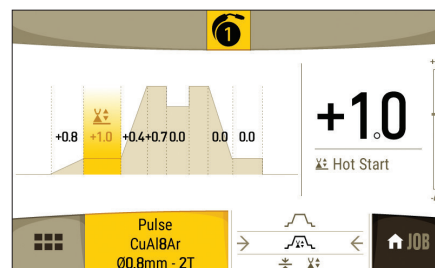 1
+0.8 +1.0 +0.4 +0.7 0.0 0.0 0.0
+1.0
Hot Start
Pulse
CuAl8Ar
Ø0.8mm - 2T
JOB